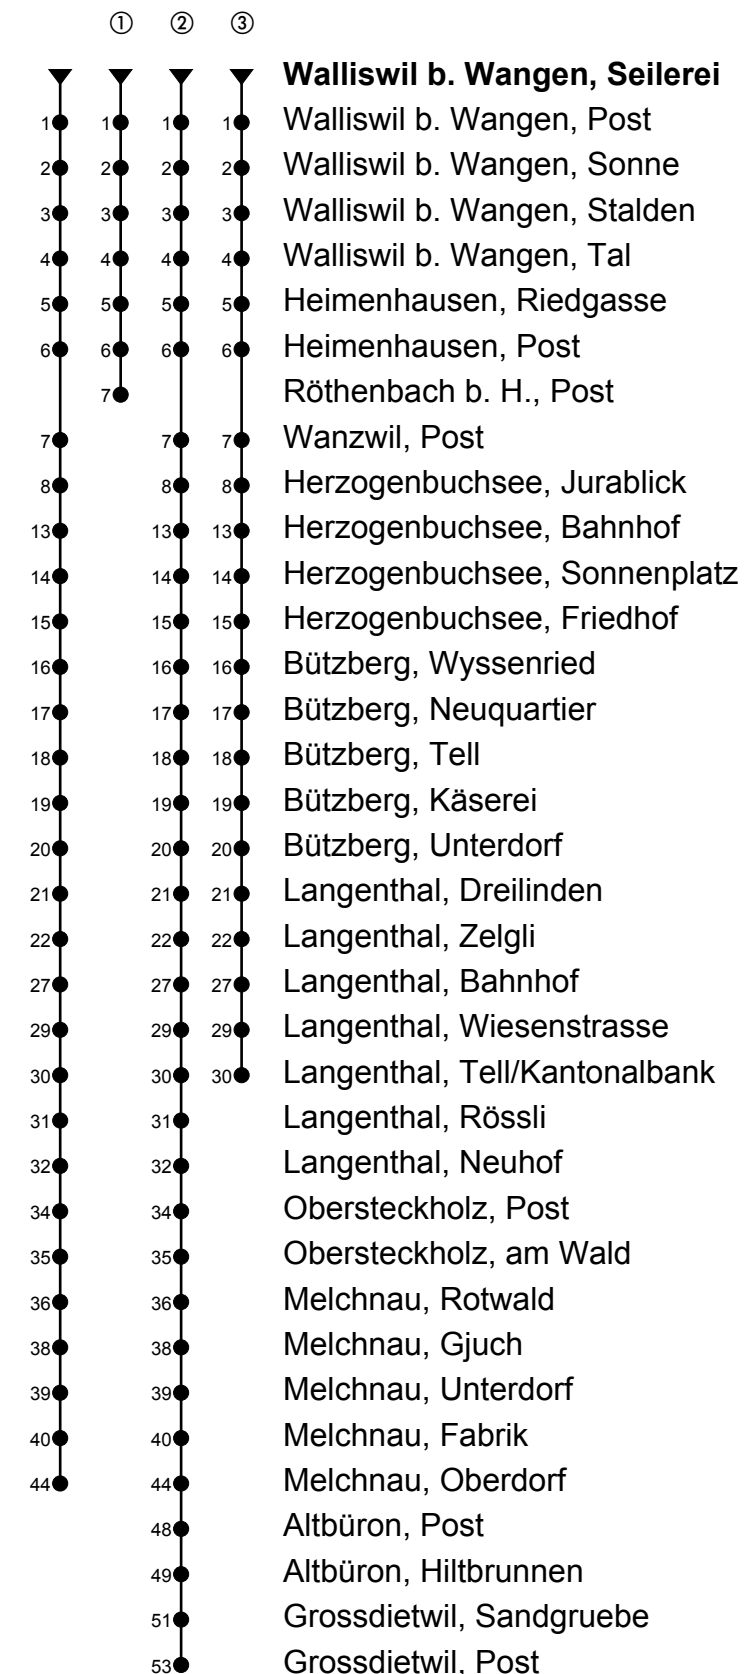 ① ② ③
Walliswil b. Wangen, Seilerei
1 1 1 1 Walliswil b. Wangen, Post
2 2 2 2 Walliswil b. Wangen, Sonne
3 3 3 3 Walliswil b. Wangen, Stalden
4 4 4 4 Walliswil b. Wangen, Tal
5 5 5 5 Heimenhausen, Riedgasse
6 6 6 6 Heimenhausen, Post
7 Röthenbach b. H., Post
7 7 7 Wanzwil, Post
8 8 8 Herzogenbuchsee, Jurablick
13 13 13 Herzogenbuchsee, Bahnhof
14 14 14 Herzogenbuchsee, Sonnenplatz
15 15 15 Herzogenbuchsee, Friedhof
16 16 16 Bützberg, Wyssenried
17 17 17 Bützberg, Neuquartier
18 18 18 Bützberg, Tell
19 19 19 Bützberg, Käserei
20 20 20 Bützberg, Unterdorf
21 21 21 Langenthal, Dreilinden
22 22 22 Langenthal, Zelgli
27 27 27 Langenthal, Bahnhof
29 29 29 Langenthal, Wiesenstrasse
30 30 30 Langenthal, Tell/Kantonalbank
31 31 Langenthal, Rössli
32 32 Langenthal, Neuhof
34 34 Obersteckholz, Post
35 35 Obersteckholz, am Wald
36 36 Melchnau, Rotwald
38 38 Melchnau, Gjuch
39 39 Melchnau, Unterdorf
40 40 Melchnau, Fabrik
44 44 Melchnau, Oberdorf
48 Altbüron, Post
49 Altbüron, Hiltbrunnen
51 Grossdietwil, Sandgruebe
53 Grossdietwil, Post